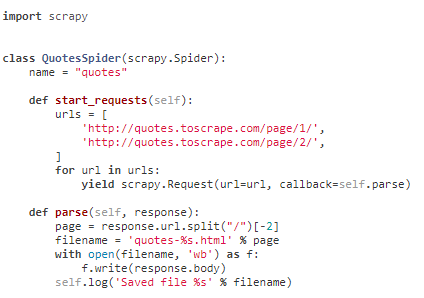 import scrapy
class QuotesSpider(scrapy.Spider):
    name = "quotes"
    def start_requests(self):
        urls = [
            'http://quotes.toscrape.com/page/1/',
            'http://quotes.toscrape.com/page/2/',
        ]
        for url in urls:
            yield scrapy.Request(url=url, callback=self.parse)
    def parse(self, response):
        page = response.url.split("/")[-2]
        filename = 'quotes-%s.html' % page
        with open(filename, 'wb') as f:
            f.write(response.body)
        self.log('Saved file %s' % filename)